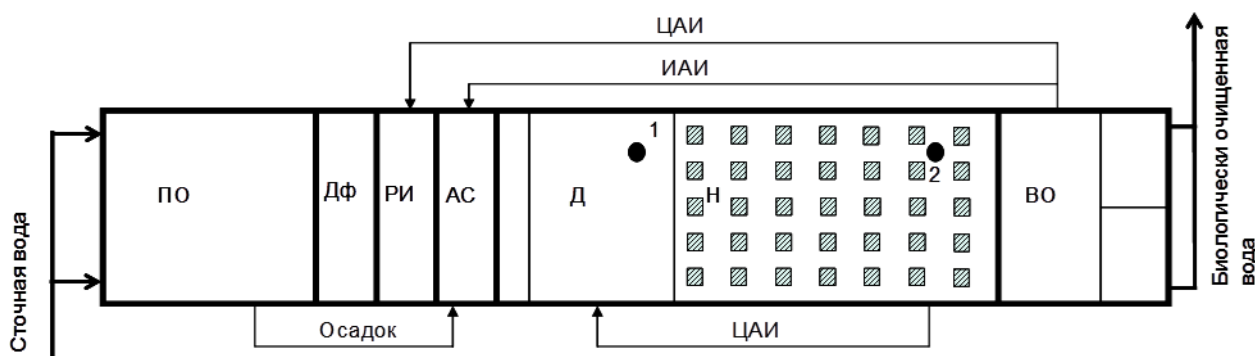 ЦАИ
ИАИ
1
ПО
Дф
РИ
АС
Д
Н
2
ВО
Сточная вода
Биологически очищенная
вода
Осадок
ЦАИ